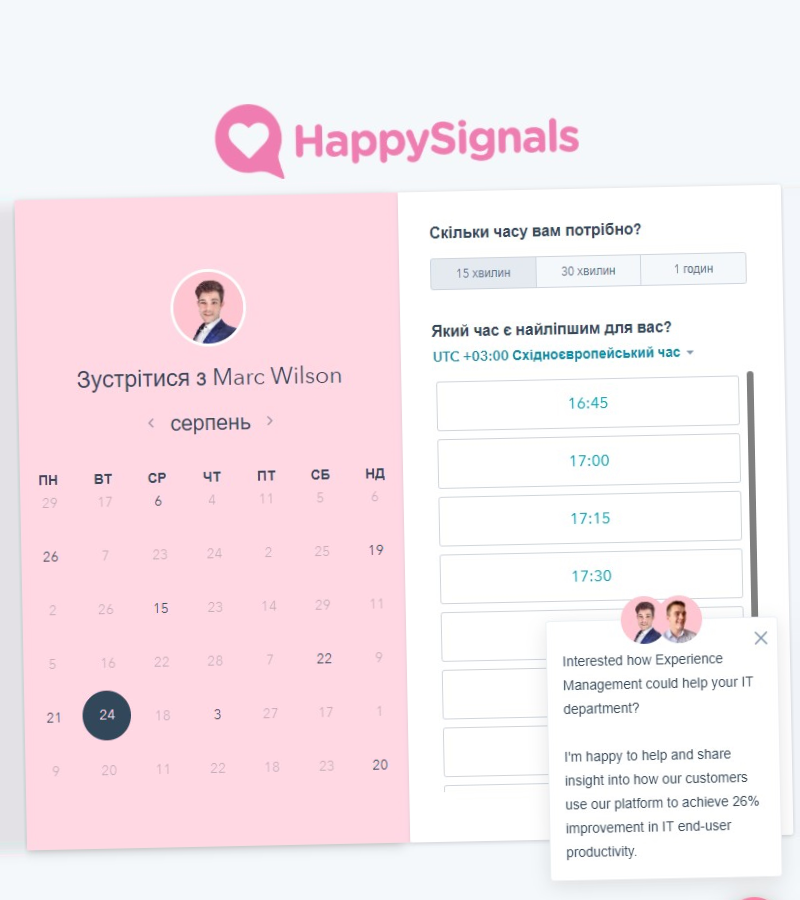 HappySignals
Зустрітися з Marc Wilson
серпень
ПН ВТ СР ЧТ ПТ СБ НД
29 17 6 4 11 5 6
26 7 23 24 2 25 19
2 26 15 23 14 29 11
5 16 22 28 7 22 9
21 24 18 3 27 17 1
9 20 11 22 18 23 20
Скільки часу вам потрібно?
15 хвилин 30 хвилин 1 годин
Який час є найліпшим для вас?
UTC +03:00 Східноєвропейський час
16:45
17:00
17:15
17:30
Interested how Experience
Management could help your IT
department?
I'm happy to help and share
insight into how our customers
use our platform to achieve 26%
improvement in IT end-user
productivity.